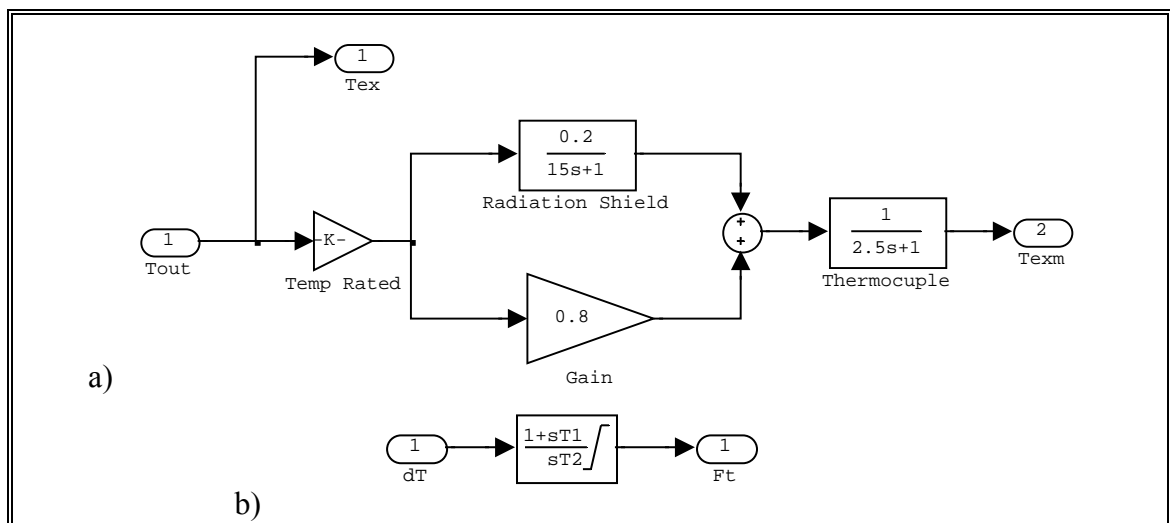 1
Tex
0.2
15s+1
Radiation Shield
1
Tout
-K-
Temp Rated
+
+
1
2.5s+1
Thermocuple
2
Texm
0.8
Gain
a)
1
dT
1+sT1
sT2
1
Ft
b)